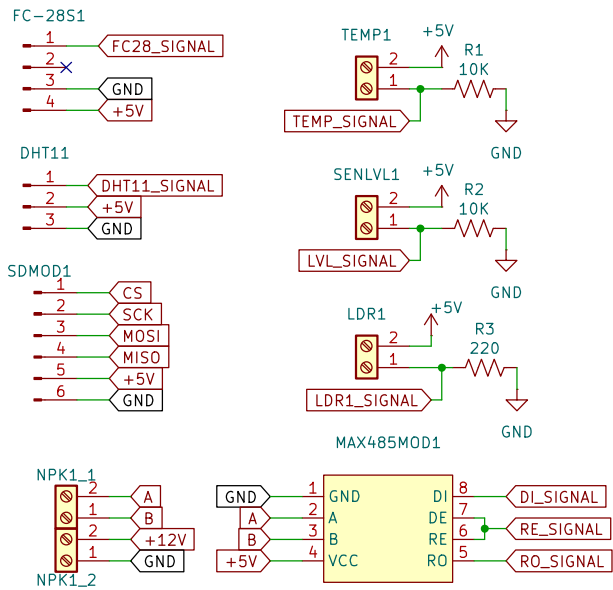 FC-28S1
1 FC28_SIGNAL
2
3 GND
4 +5V
DHT11
1 DHT11_SIGNAL
2 +5V
3 GND
SDMOD1
1 CS
2 SCK
3 MOSI
4 MISO
5 +5V
6 GND
NPK1_1
2 A
1 B
2 +12V
1 GND
NPK1_2
TEMP1
+5V
2
1
R1
10K
TEMP_SIGNAL
GND
SENLVL1
+5V
2
1
R2
10K
LVL_SIGNAL
GND
LDR1
+5V
2
1
R3
220
LDR1_SIGNAL
GND
MAX485MOD1
GND 1 GND DI 8 DI_SIGNAL
A 2 A DE 7
RE_SIGNAL
B 3 B RE 6
+5V 4 VCC RO 5 RO_SIGNAL